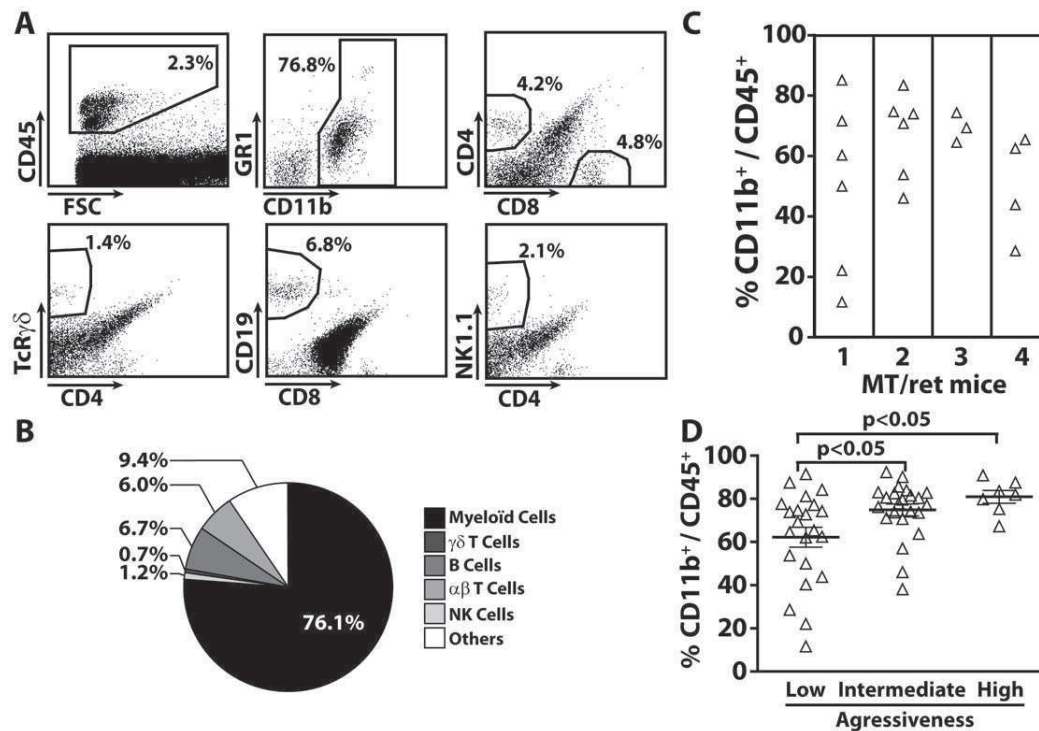 A
2.3%
CD45
FSC
76.8%
GR1
CD11b
4.2%
4.8%
CD4
CD8
1.4%
TcRγδ
CD4
6.8%
CD19
CD8
2.1%
NK1.1
CD4
B
9.4%
6.0%
6.7%
0.7%
1.2%
76.1%
Myeloïd Cells
γδ T Cells
B Cells
αβ T Cells
NK Cells
Others
C
% CD11b+ / CD45+
100
80
60
40
20
0
1 2 3 4
MT/ret mice
D
p<0.05
p<0.05
% CD11b+ / CD45+
100
80
60
40
20
0
Low Intermediate High
Agressiveness